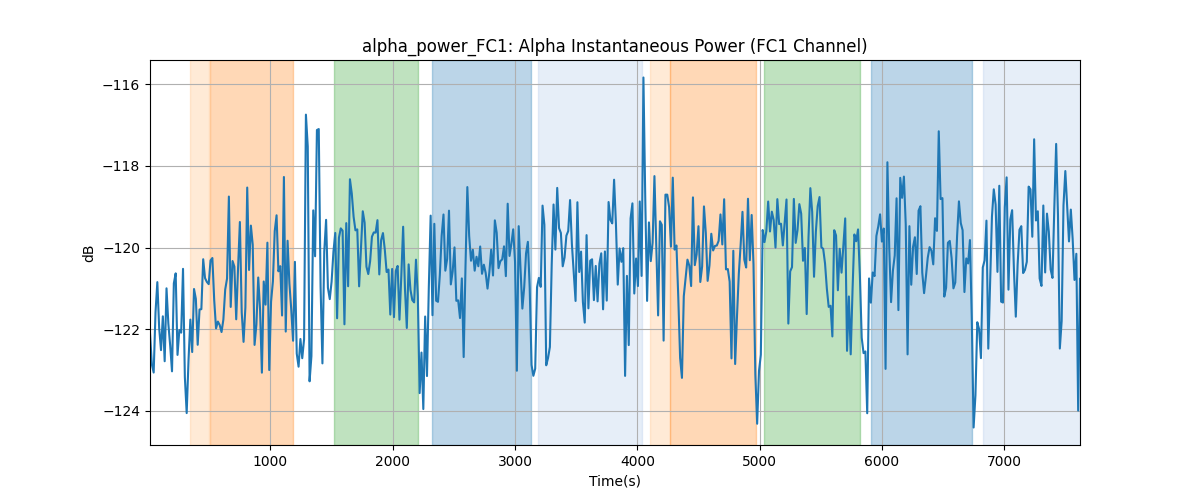 alpha_power_FC1: Alpha Instantaneous Power (FC1 Channel)
dB
−116
−118
−120
−122
−124
1000 2000 3000 4000 5000 6000 7000
Time(s)